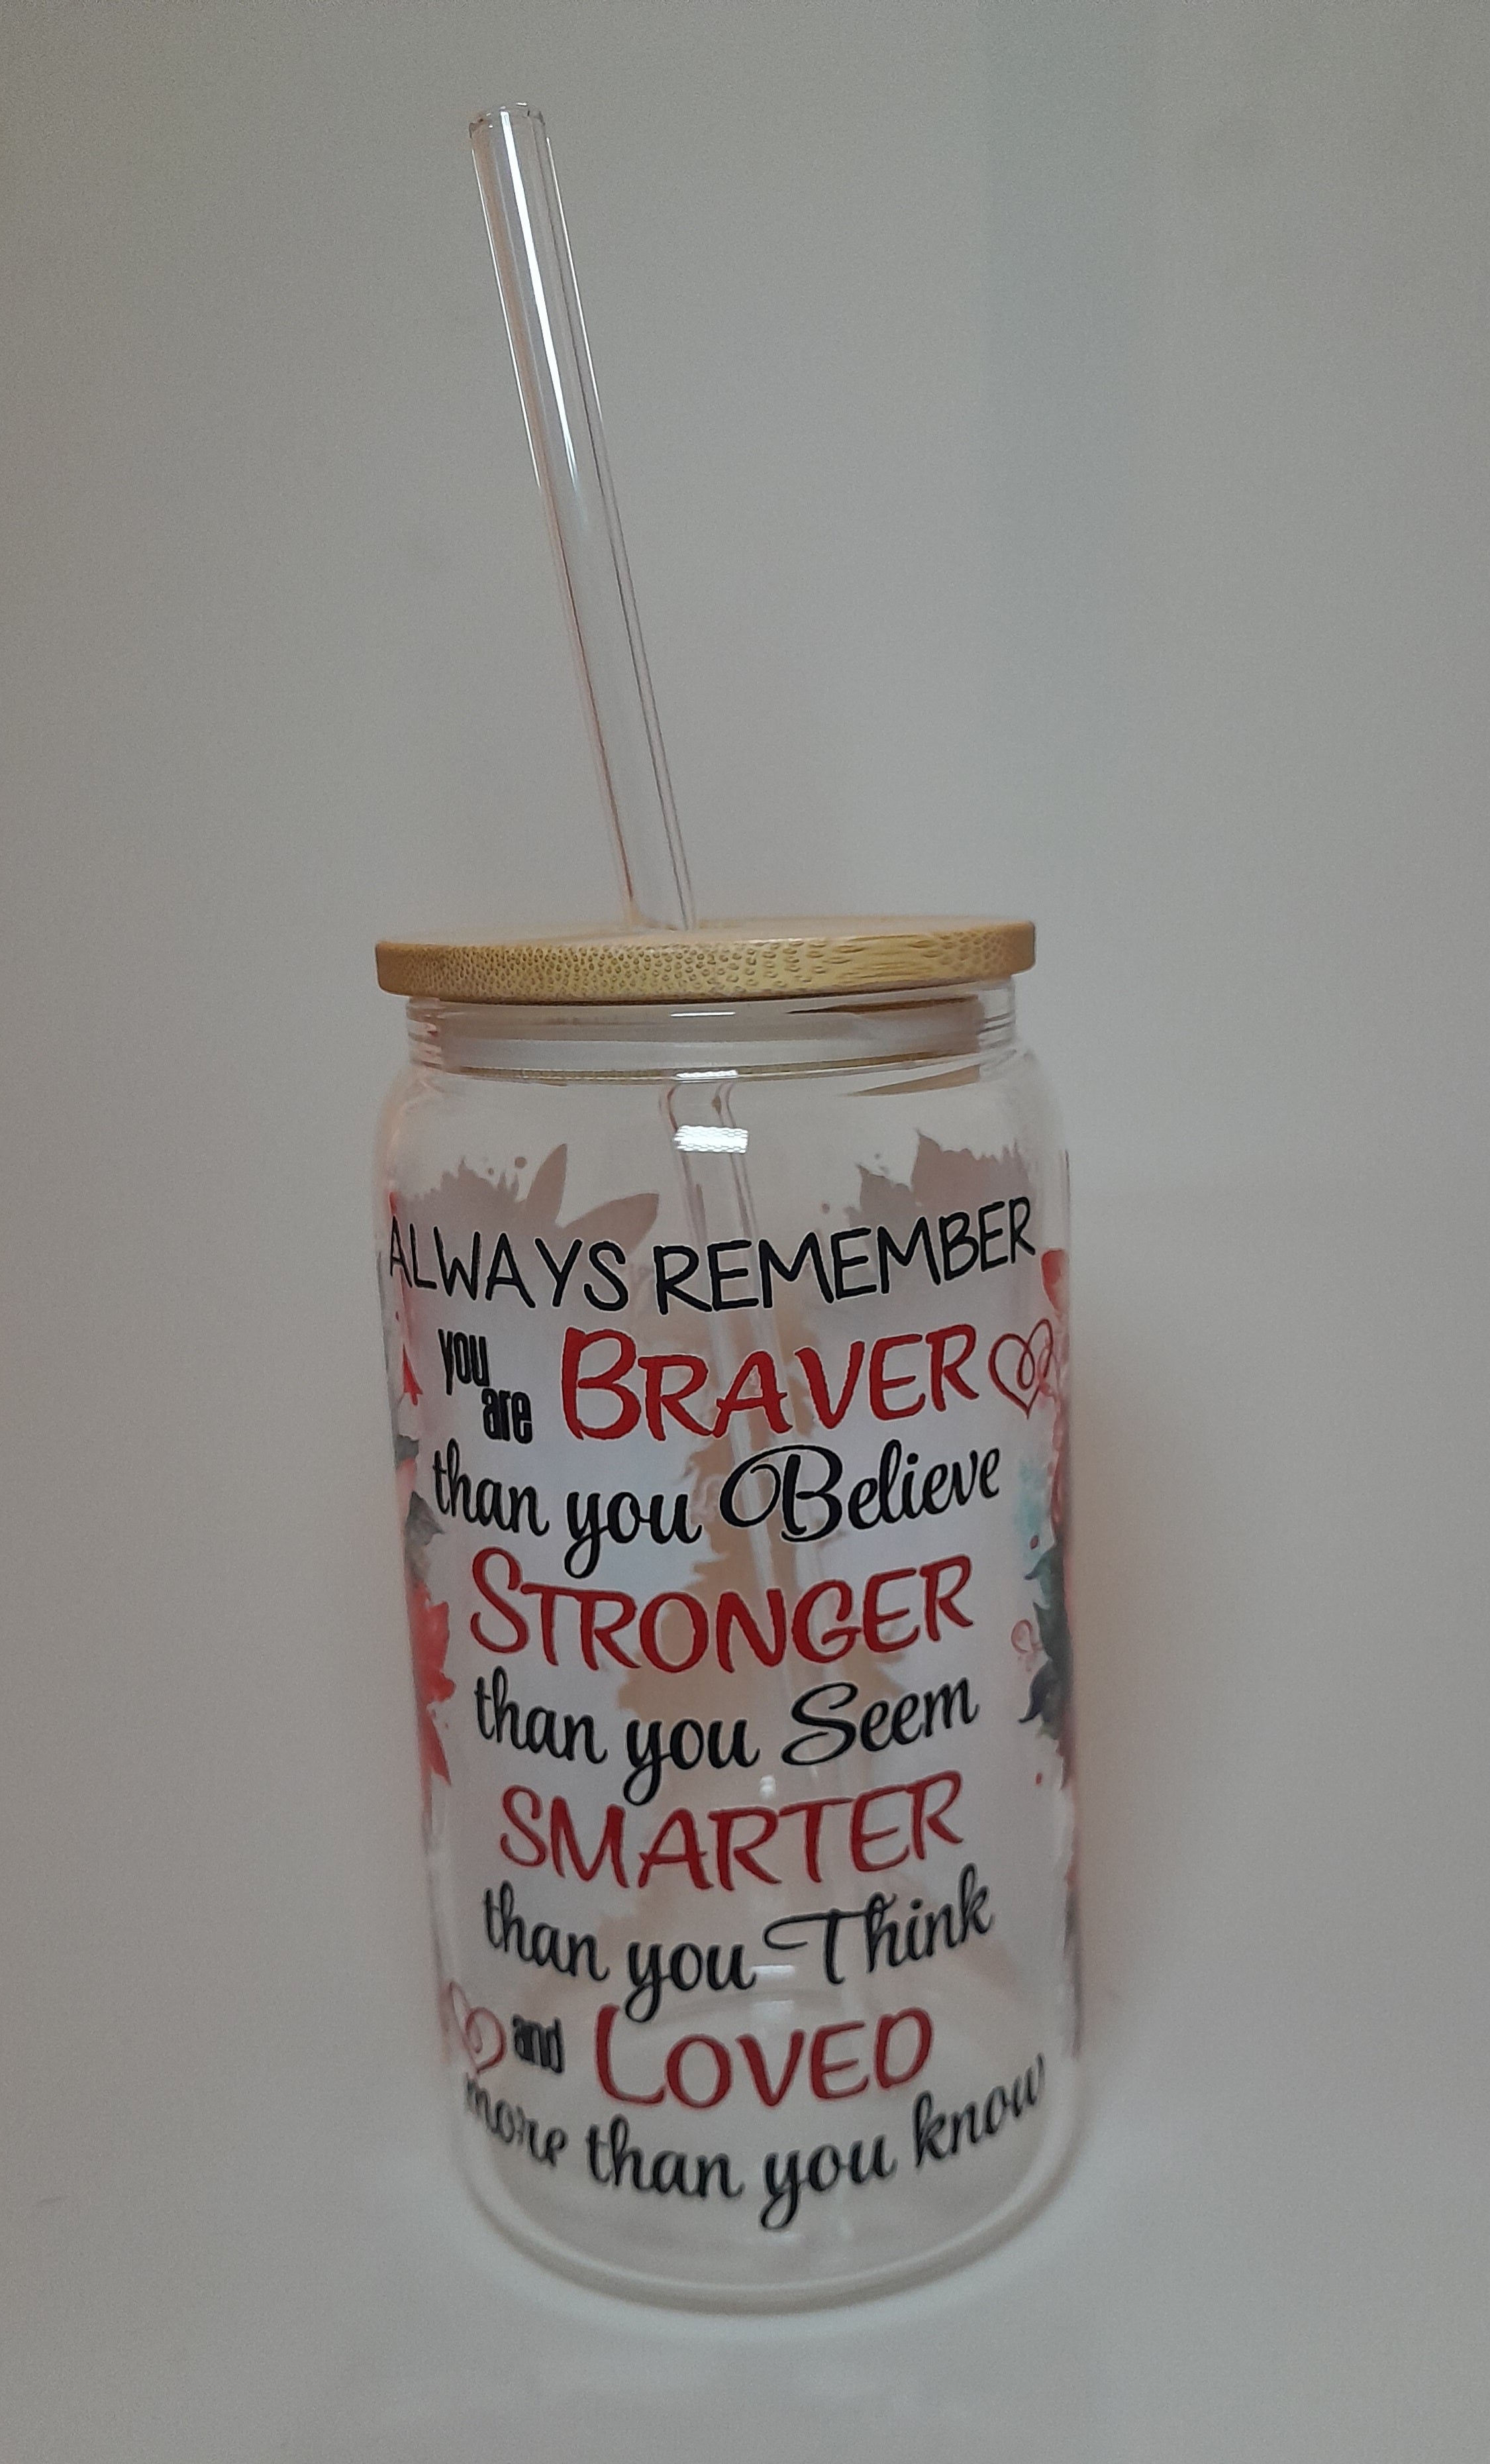 ALWAYS REMEMBER
you are BRAVER
than you Believe
STRONGER
than you Seem
SMARTER
than you Think
and LOVED
more than you know